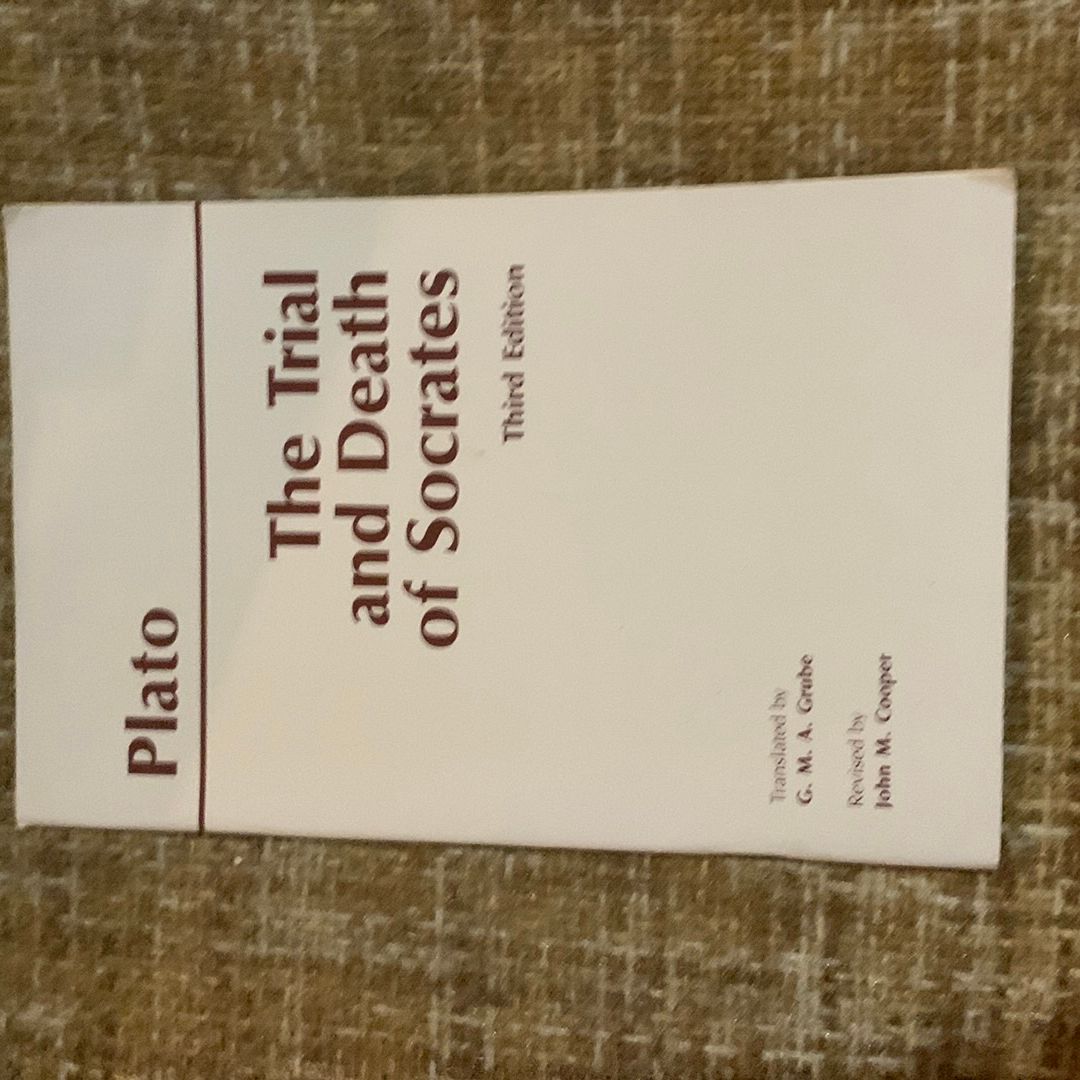 Plato
The Trial
and Death
of Socrates
Third Edition
Translated by
G. M. A. Grube
Revised by
John M. Cooper